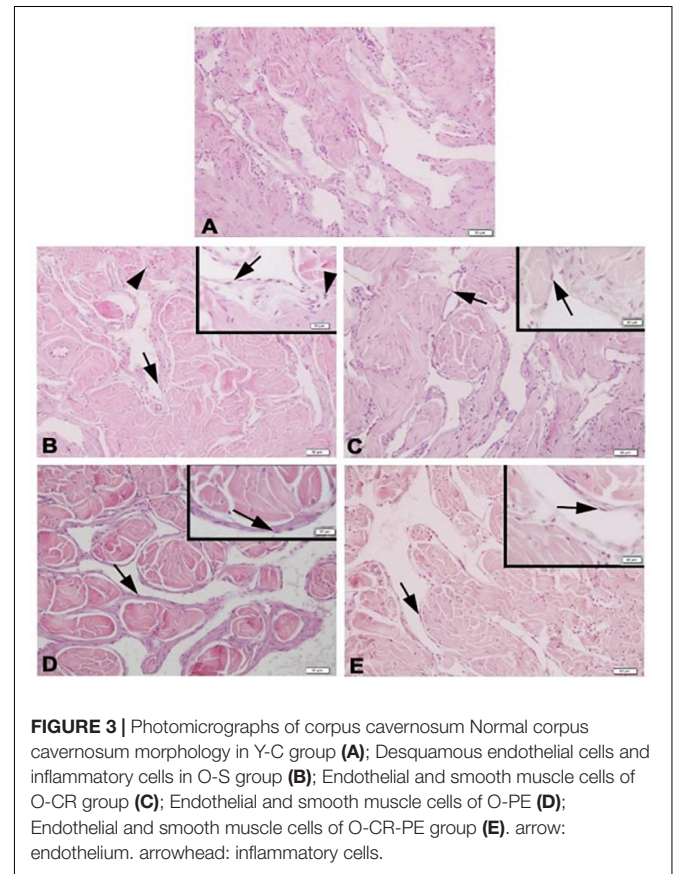 A
B
C
D
E
FIGURE 3 | Photomicrographs of corpus cavernosum Normal corpus
cavernosum morphology in Y-C group (A); Desquamous endothelial cells and
inflammatory cells in O-S group (B); Endothelial and smooth muscle cells of
O-CR group (C); Endothelial and smooth muscle cells of O-PE (D);
Endothelial and smooth muscle cells of O-CR-PE group (E). arrow:
endothelium. arrowhead: inflammatory cells.